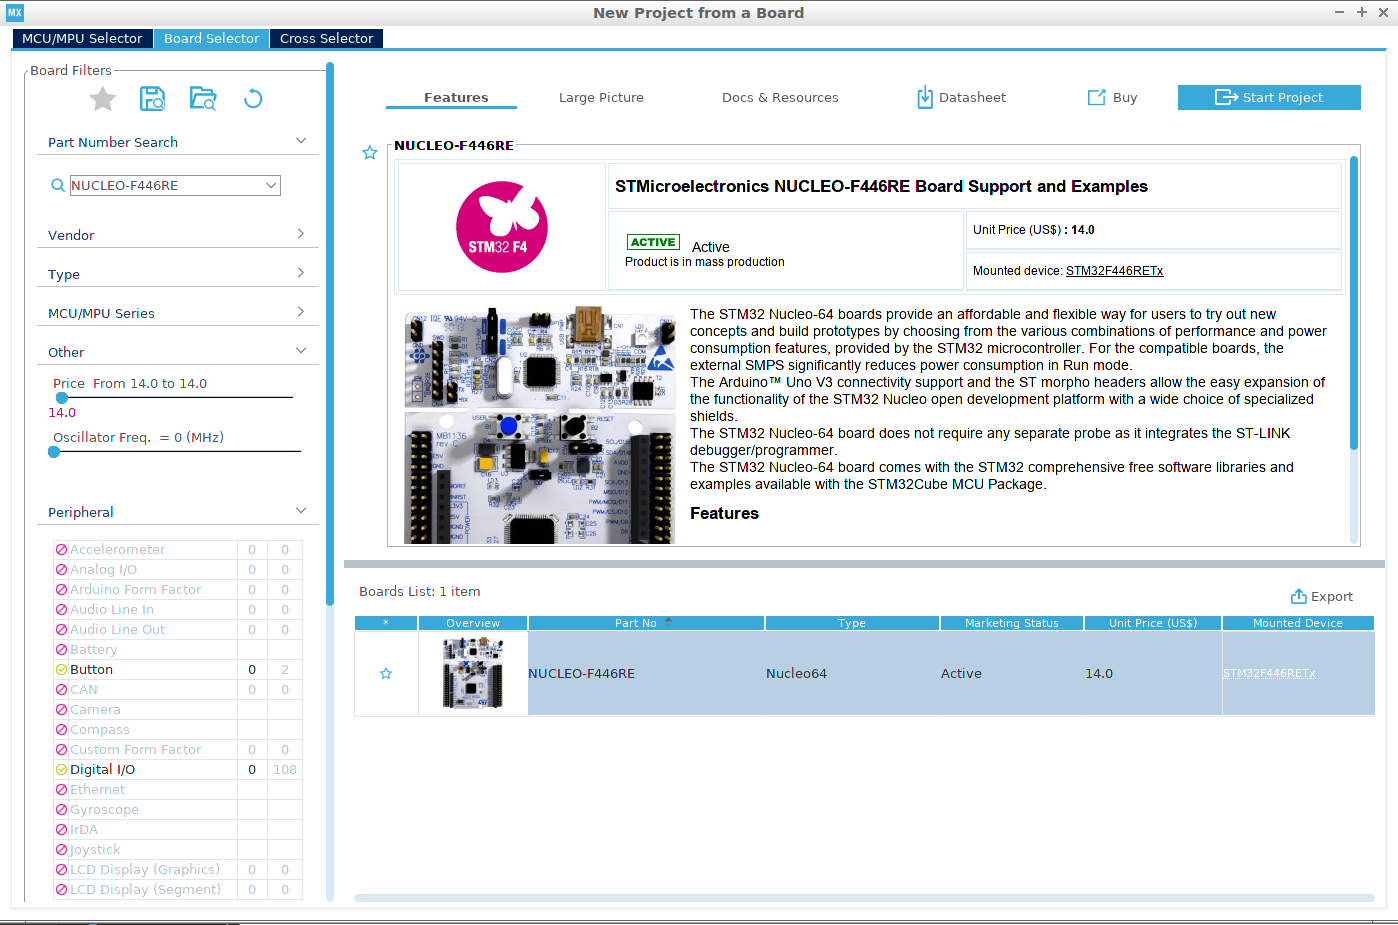 MX
New Project from a Board
MCU/MPU Selector
Board Selector
Cross Selector
Board Filters
Part Number Search
NUCLEO-F446RE
Vendor
Type
MCU/MPU Series
Other
Price From 14.0 to 14.0
14.0
Oscillator Freq. = 0 (MHz)
Peripheral
Accelerometer 0 0
Analog I/O 0 0
Arduino Form Factor 0 0
Audio Line In 0 0
Audio Line Out 0 0
Battery
Button 0 2
CAN 0 0
Camera
Compass
Custom Form Factor 0 0
Digital I/O 0 108
Ethernet
Gyroscope
IrDA
Joystick
LCD Display (Graphics) 0 0
LCD Display (Segment) 0 0
Features
Large Picture
Docs & Resources
Datasheet
Buy
Start Project
NUCLEO-F446RE
STM32 F4
STMicroelectronics NUCLEO-F446RE Board Support and Examples
ACTIVE Active
Product is in mass production
Unit Price (US$) : 14.0
Mounted device: STM32F446RETx
The STM32 Nucleo-64 boards provide an affordable and flexible way for users to try out new
concepts and build prototypes by choosing from the various combinations of performance and power
consumption features, provided by the STM32 microcontroller. For the compatible boards, the
external SMPS significantly reduces power consumption in Run mode.
The Arduino™ Uno V3 connectivity support and the ST morpho headers allow the easy expansion of
the functionality of the STM32 Nucleo open development platform with a wide choice of specialized
shields.
The STM32 Nucleo-64 board does not require any separate probe as it integrates the ST-LINK
debugger/programmer.
The STM32 Nucleo-64 board comes with the STM32 comprehensive free software libraries and
examples available with the STM32Cube MCU Package.
Features
USER
B1
RESET
B2
MB1136
rev C
Boards List: 1 item
Export
* Overview Part No Type Marketing Status Unit Price (US$) Mounted Device
NUCLEO-F446RE Nucleo64 Active 14.0 STM32F446RETx